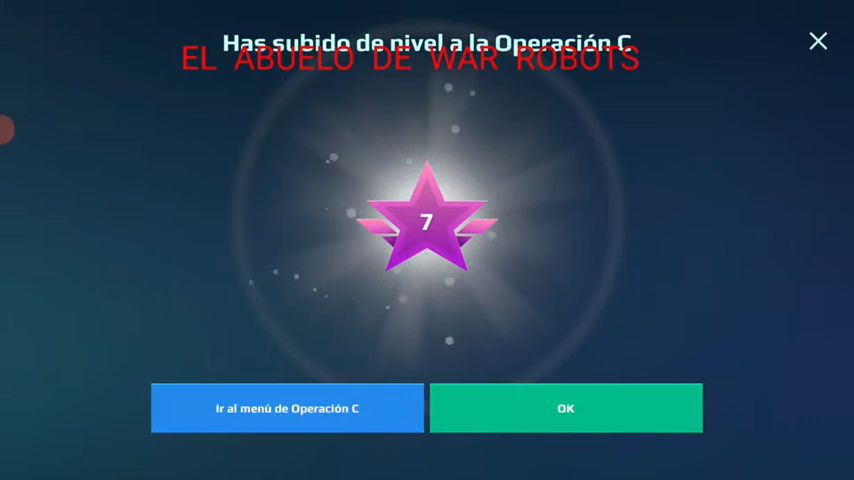 Has subido de nivel a la Operación C
EL ABUELO DE WAR ROBOTS
7
Ir al menú de Operación C
OK